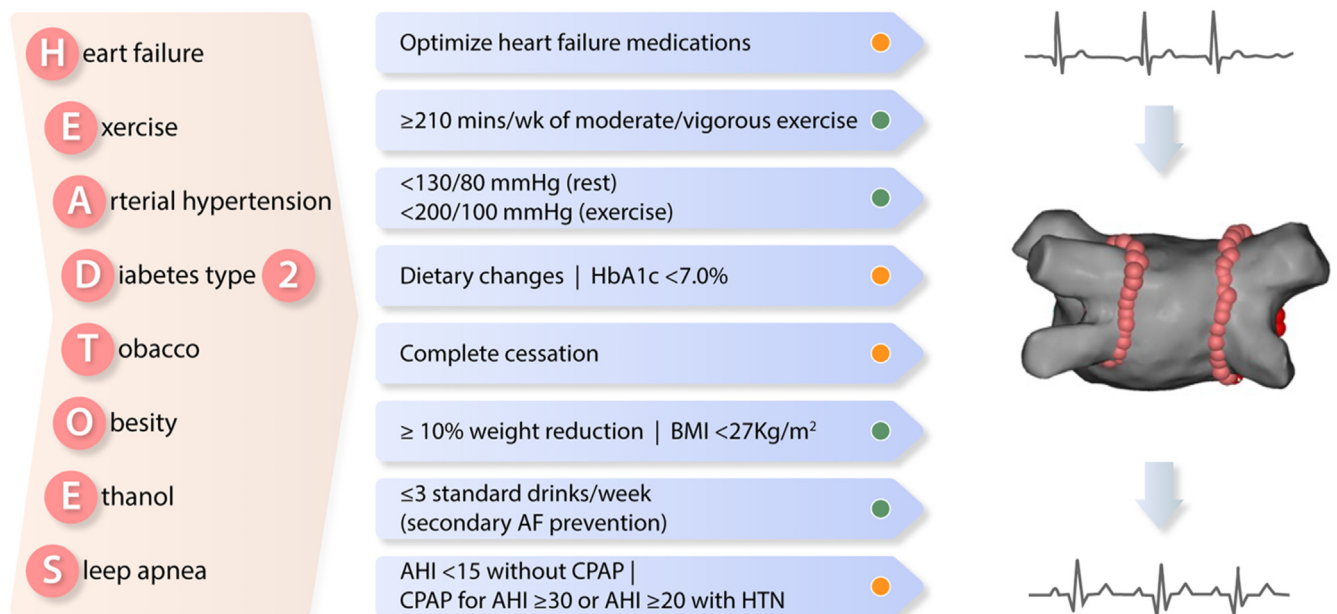 Heart failure
Exercise
Arterial hypertension
Diabetes type 2
Tobacco
Obesity
Ethanol
Sleep apnea
Optimize heart failure medications
≥210 mins/wk of moderate/vigorous exercise
<130/80 mmHg (rest)
<200/100 mmHg (exercise)
Dietary changes | HbA1c <7.0%
Complete cessation
≥ 10% weight reduction | BMI <27Kg/m²
≤3 standard drinks/week
(secondary AF prevention)
AHI <15 without CPAP |
CPAP for AHI ≥30 or AHI ≥20 with HTN